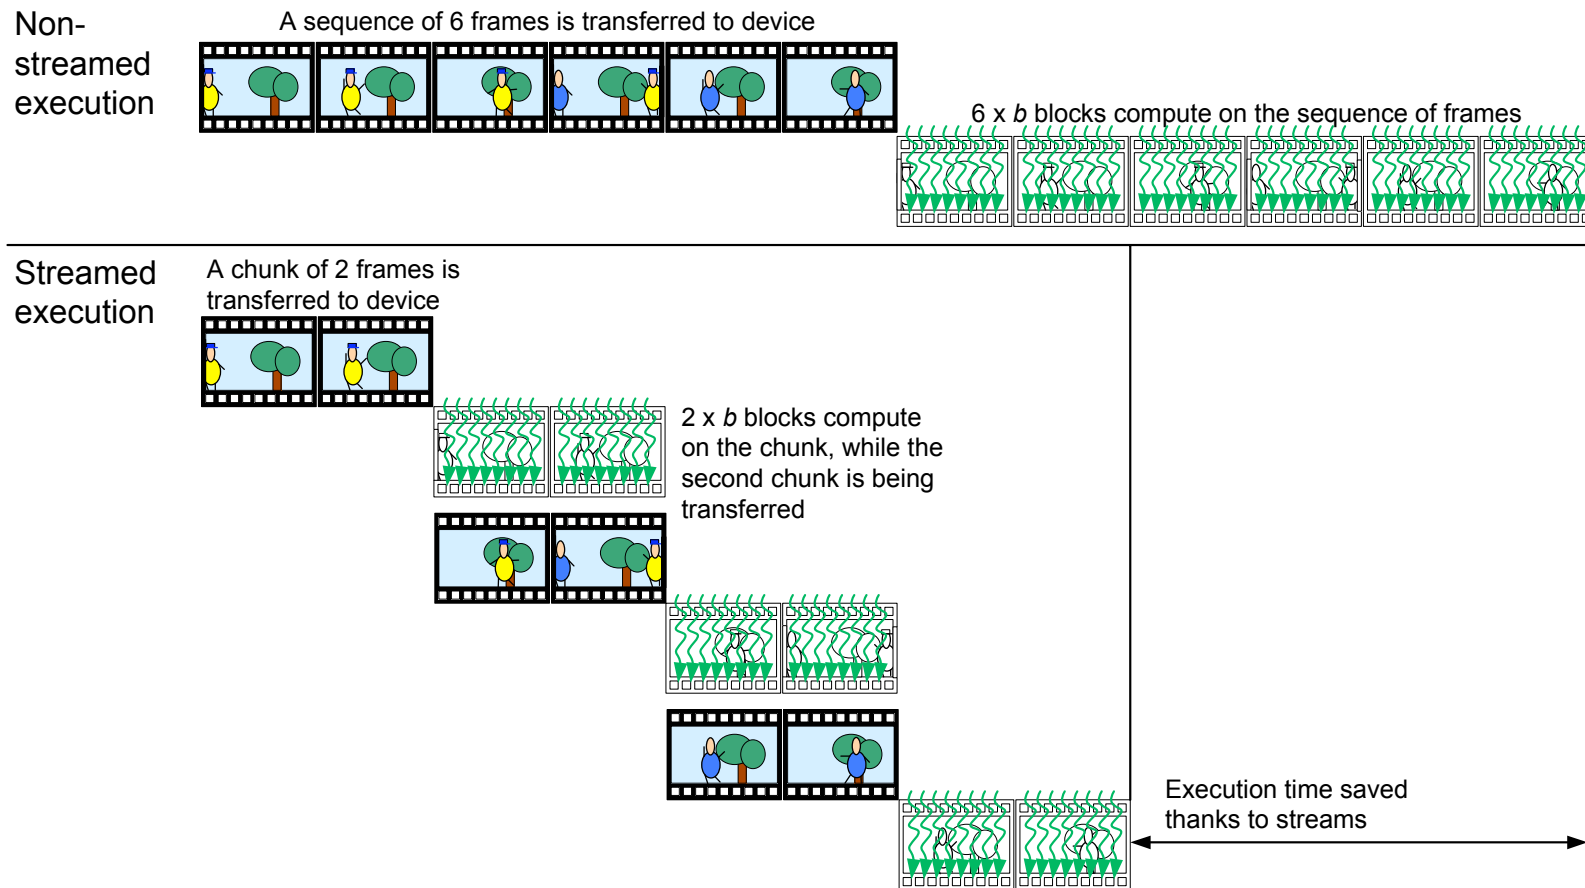 Non-
streamed
execution
A sequence of 6 frames is transferred to device
6 x b blocks compute on the sequence of frames
Streamed
execution
A chunk of 2 frames is
transferred to device
2 x b blocks compute
on the chunk, while the
second chunk is being
transferred
Execution time saved
thanks to streams